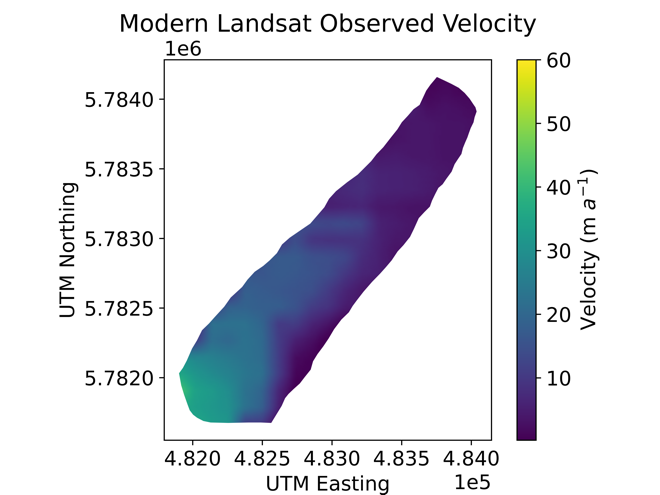 Modern Landsat Observed Velocity
1e6
5.7840
5.7835
5.7830
5.7825
5.7820
UTM Northing
4.820 4.825 4.830 4.835 4.840
1e5
UTM Easting
60
50
40
30
20
10
Velocity (m a⁻¹)